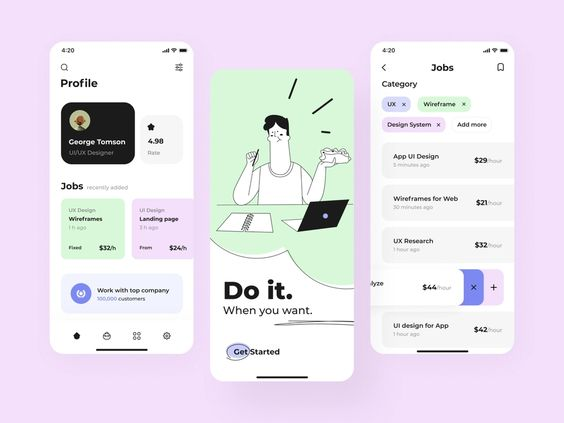 4:20
Profile
George Tomson
UI/UX Designer
4.98
Rate
Jobs recently added
UX Design
Wireframes
1 h ago
Fixed $32/h
UI Design
Landing page
3 h ago
From $24/h
Work with top company
100,000 customers
Do it.
When you want.
Get Started
4:20
Jobs
Category
UX ×
Wireframe ×
Design System ×
Add more
App UI Design
5 minutes ago
$29/hour
Wireframes for Web
30 minutes ago
$21/hour
UX Research
1 hour ago
$32/hour
alyze
$44/hour
× +
UI design for App
1 hour ago
$42/hour